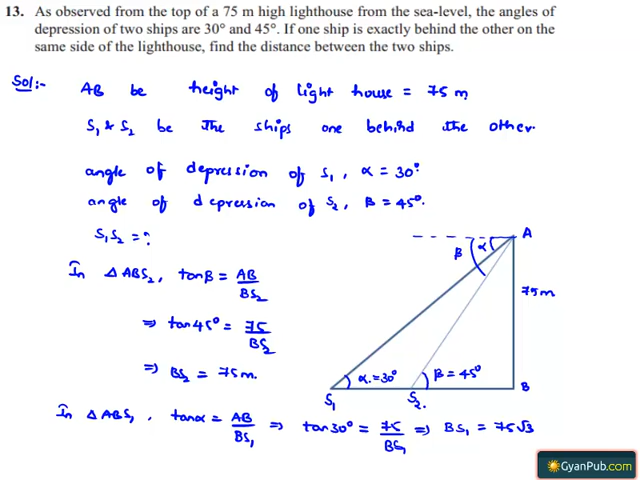 13. As observed from the top of a 75 m high lighthouse from the sea-level, the angles of
depression of two ships are 30° and 45°. If one ship is exactly behind the other on the
same side of the lighthouse, find the distance between the two ships.
Sol:- AB be height of light house = 75 m
S₁ & S₂ be the ships one behind the other.
angle of depression of S₁, α = 30°
angle of depression of S₂, β = 45°.
S₁S₂ = ?
In △ABS₂, tanβ = AB/BS₂
⇒ tan45° = 75/BS₂
⇒ BS₂ = 75m.
A
α
β
75m
α = 30°
β = 45°
S₁
S₂.
B
In △ABS₁, tanα = AB/BS₁ ⇒ tan30° = 75/BS₁ ⇒ BS₁ = 75√3
GyanPub.com